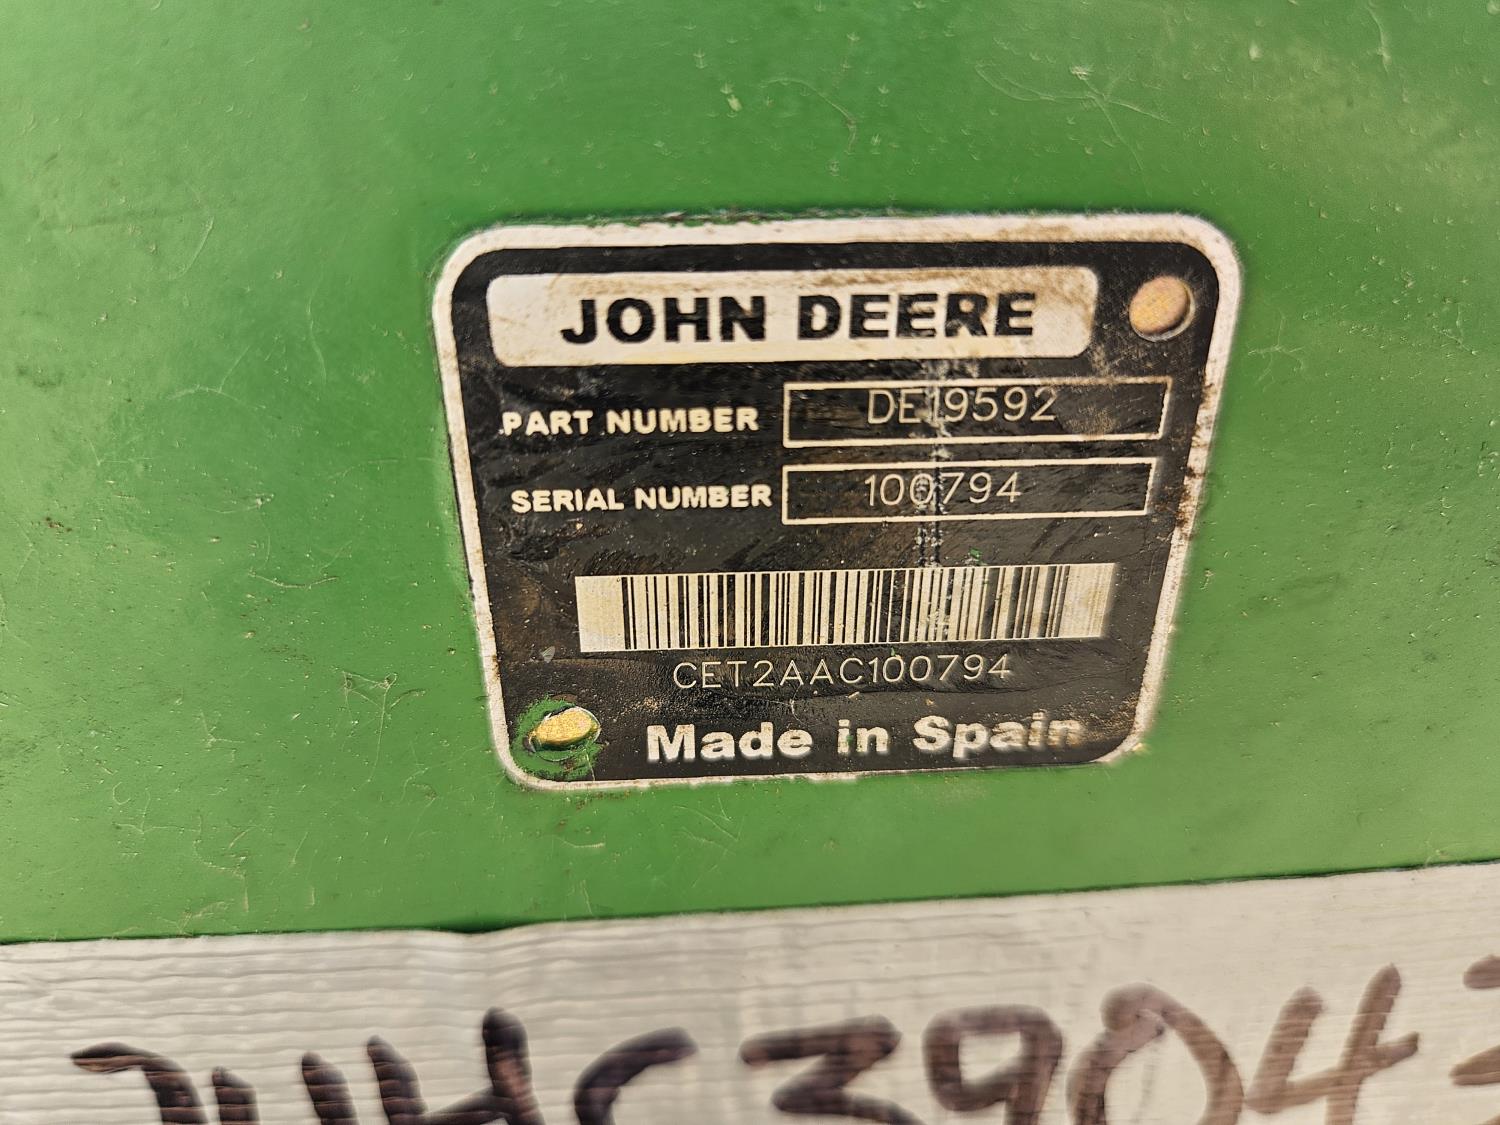 JOHN DEERE
PART NUMBER DE19592
SERIAL NUMBER 100794
CET2AAC100794
Made in Spain